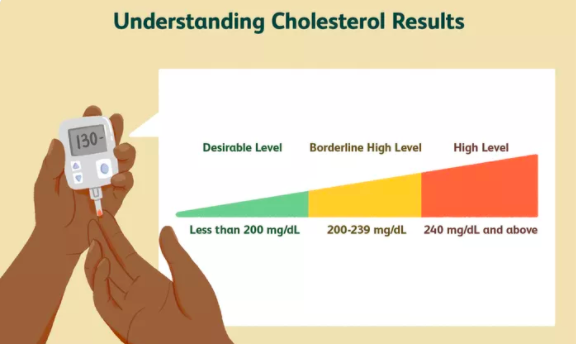 Understanding Cholesterol Results
130-
Desirable Level
Borderline High Level
High Level
Less than 200 mg/dL
200-239 mg/dL
240 mg/dL and above